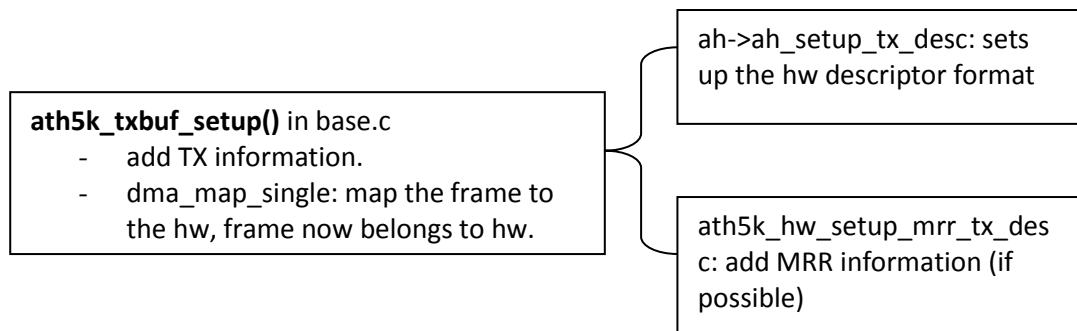 ath5k_txbuf_setup() in base.c
- add TX information.
- dma_map_single: map the frame to
the hw, frame now belongs to hw.
ah->ah_setup_tx_desc: sets
up the hw descriptor format
ath5k_hw_setup_mrr_tx_des
c: add MRR information (if
possible)